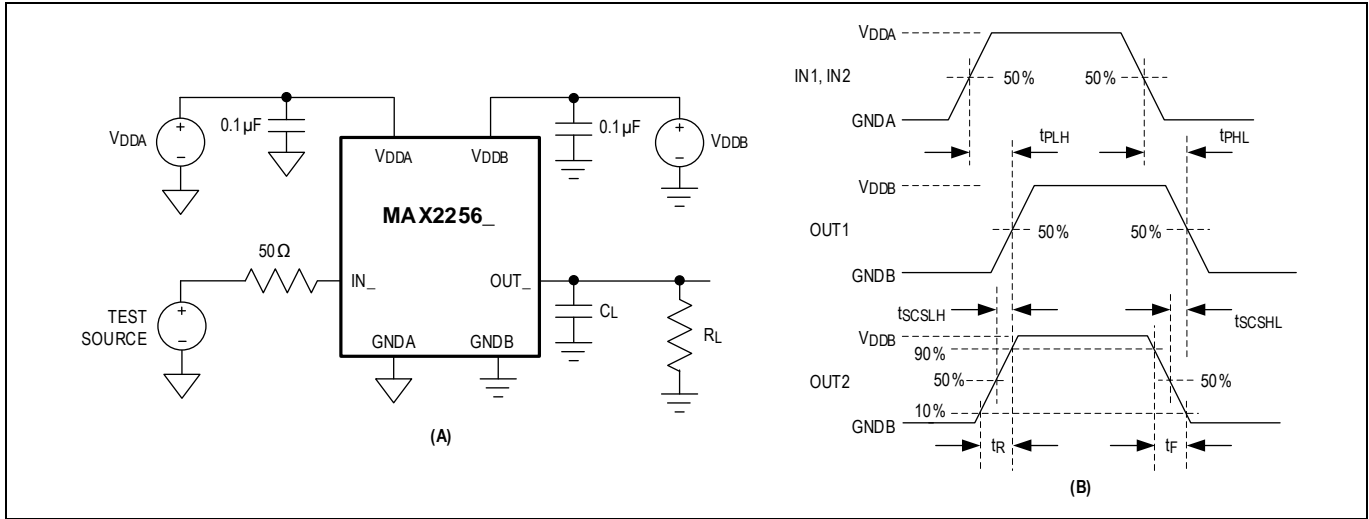 VDDA
0.1µF
0.1µF
VDDB
VDDA
VDDB
MAX2256_
50Ω
IN_
OUT_
TEST
SOURCE
CL
RL
GNDA
GNDB
(A)
VDDA
IN1, IN2
50%
50%
GNDA
tPLH
tPHL
VDDB
OUT1
50%
50%
GNDB
tSCSLH
tSCSHL
VDDB
90%
OUT2
50%
50%
10%
GNDB
tR
tF
(B)